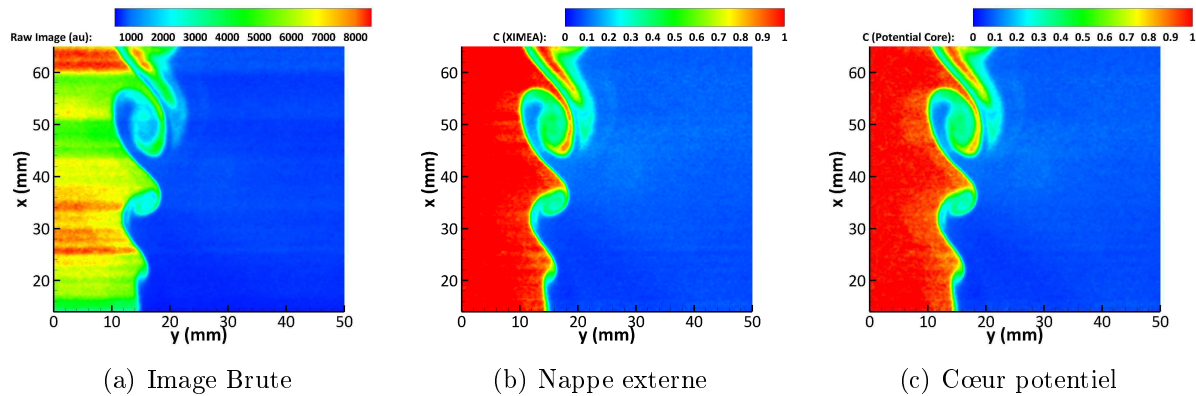 Raw Image (au): 1000 2000 3000 4000 5000 6000 7000 8000
x (mm)
60
50
40
30
20
0 10 20 30 40 50
y (mm)
(a) Image Brute
C (XIMEA): 0 0.1 0.2 0.3 0.4 0.5 0.6 0.7 0.8 0.9 1
x (mm)
60
50
40
30
20
0 10 20 30 40 50
y (mm)
(b) Nappe externe
C (Potential Core): 0 0.1 0.2 0.3 0.4 0.5 0.6 0.7 0.8 0.9 1
x (mm)
60
50
40
30
20
0 10 20 30 40 50
y (mm)
(c) Cœur potentiel